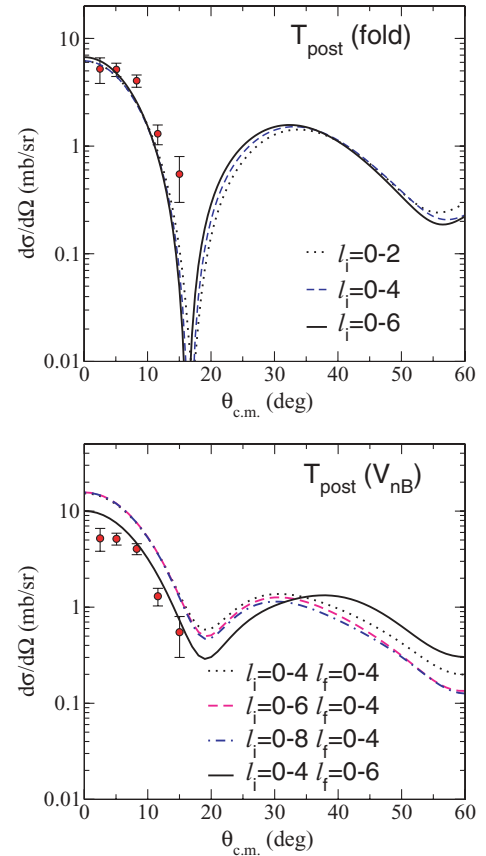 T_post (fold)
dσ/dΩ (mb/sr)
10
1
0.1
0.01
l_i=0-2
l_i=0-4
l_i=0-6
0 10 20 30 40 50 60
θ_c.m. (deg)
T_post (V_nB)
dσ/dΩ (mb/sr)
10
1
0.1
0.01
l_i=0-4 l_f=0-4
l_i=0-6 l_f=0-4
l_i=0-8 l_f=0-4
l_i=0-4 l_f=0-6
0 10 20 30 40 50 60
θ_c.m. (deg)